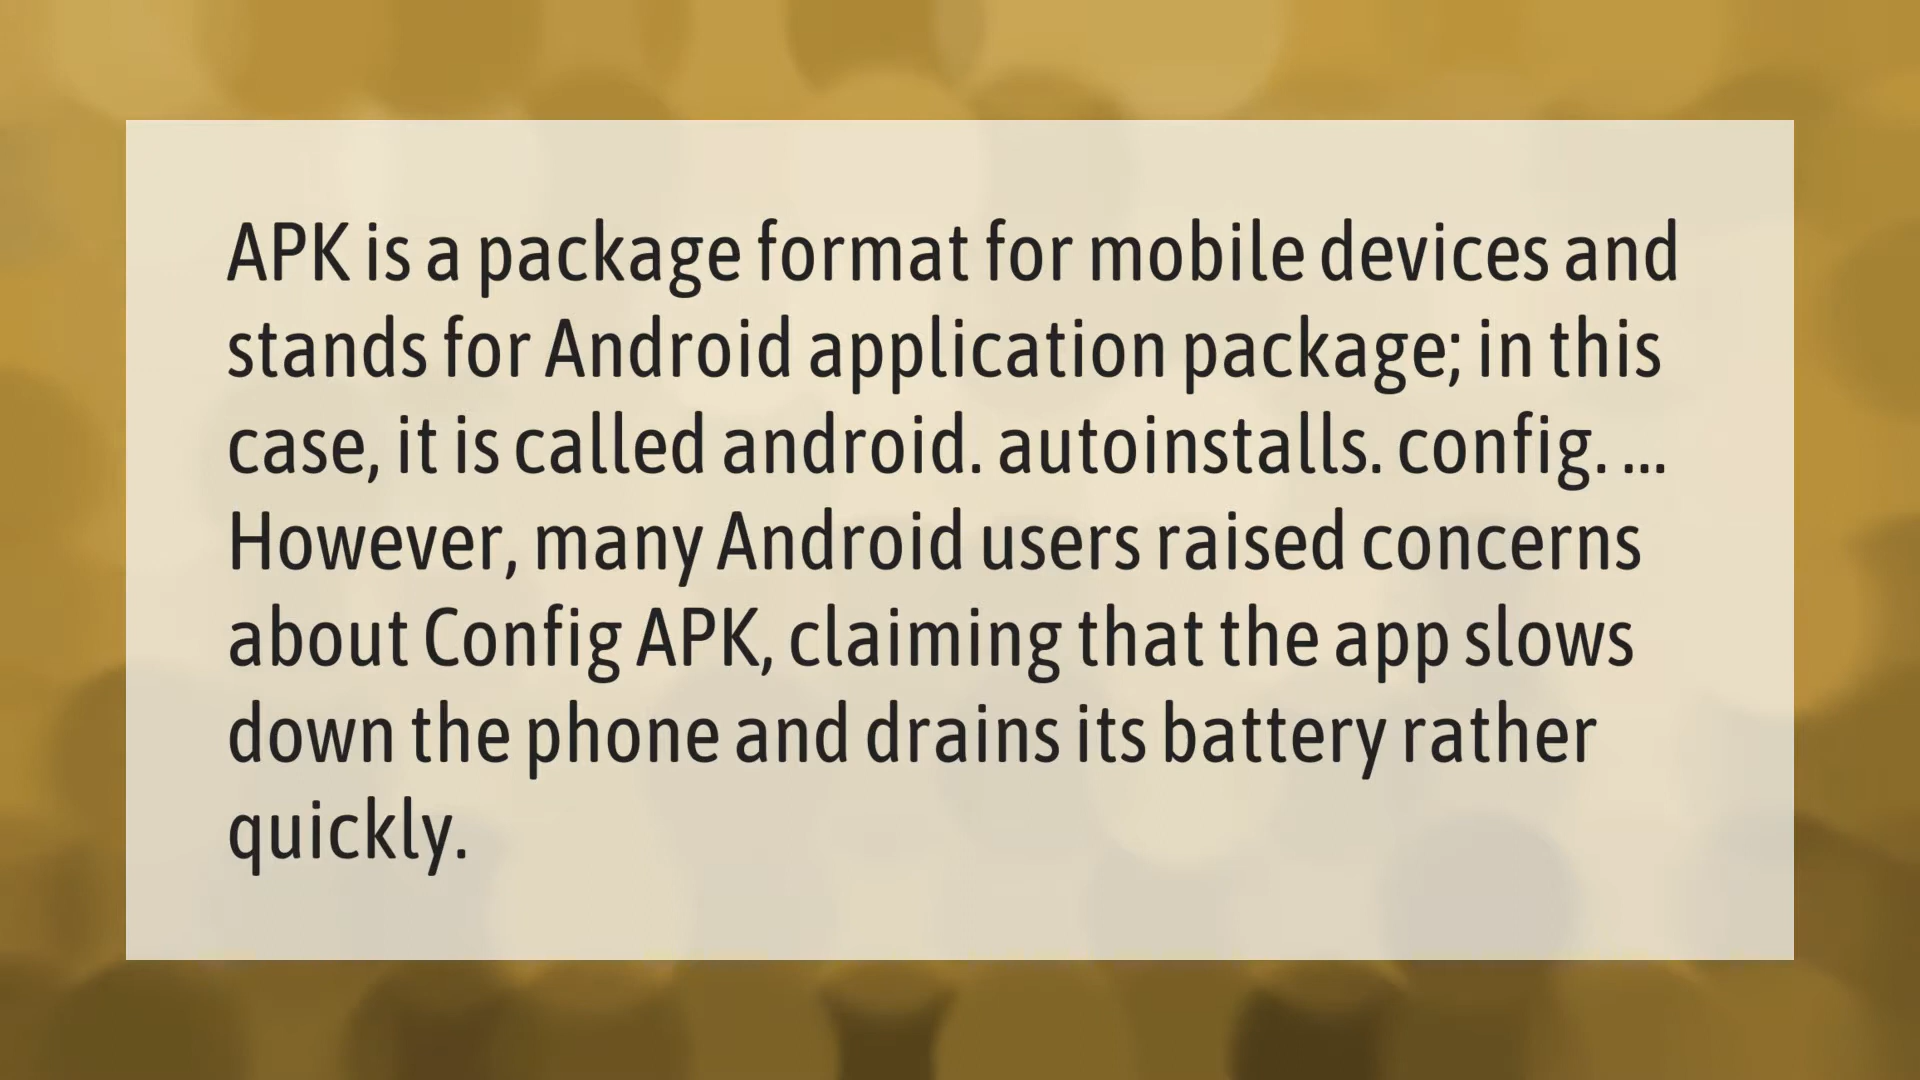 APK is a package format for mobile devices and
stands for Android application package; in this
case, it is called android. autoinstalls. config. ...
However, many Android users raised concerns
about Config APK, claiming that the app slows
down the phone and drains its battery rather
quickly.